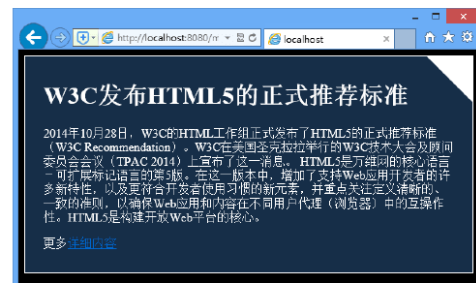 http://localhost:8080/m
localhost
W3C发布HTML5的正式推荐标准
2014年10月28日，W3C的HTML工作组正式发布了HTML5的正式推荐标准
（W3C Recommendation）。W3C在美国圣克拉拉举行的W3C技术大会及顾问
委员会会议（TPAC 2014）上宣布了这一消息。HTML5是万维网的核心语言
－可扩展标记语言的第5版。在这一版本中，增加了支持Web应用开发者的许
多新特性，以及更符合开发者使用习惯的新元素，并重点关注定义清晰的、
一致的准则，以确保Web应用和内容在不同用户代理（浏览器）中的互操作
性。HTML5是构建开放Web平台的核心。
更多详细内容